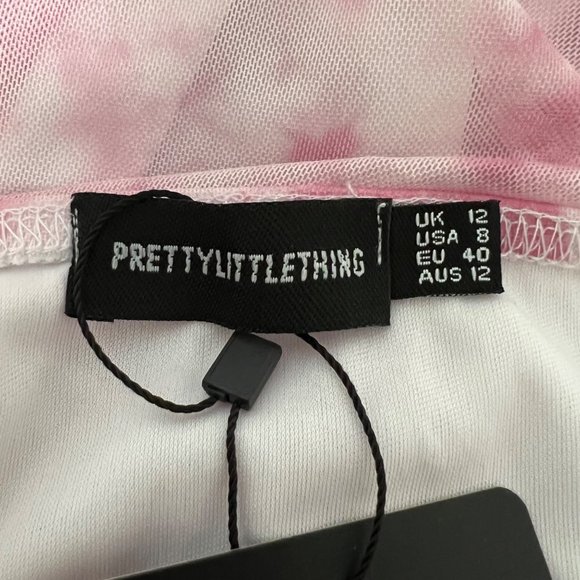 PRETTYLITTLETHING
UK 12
USA 8
EU 40
AUS 12